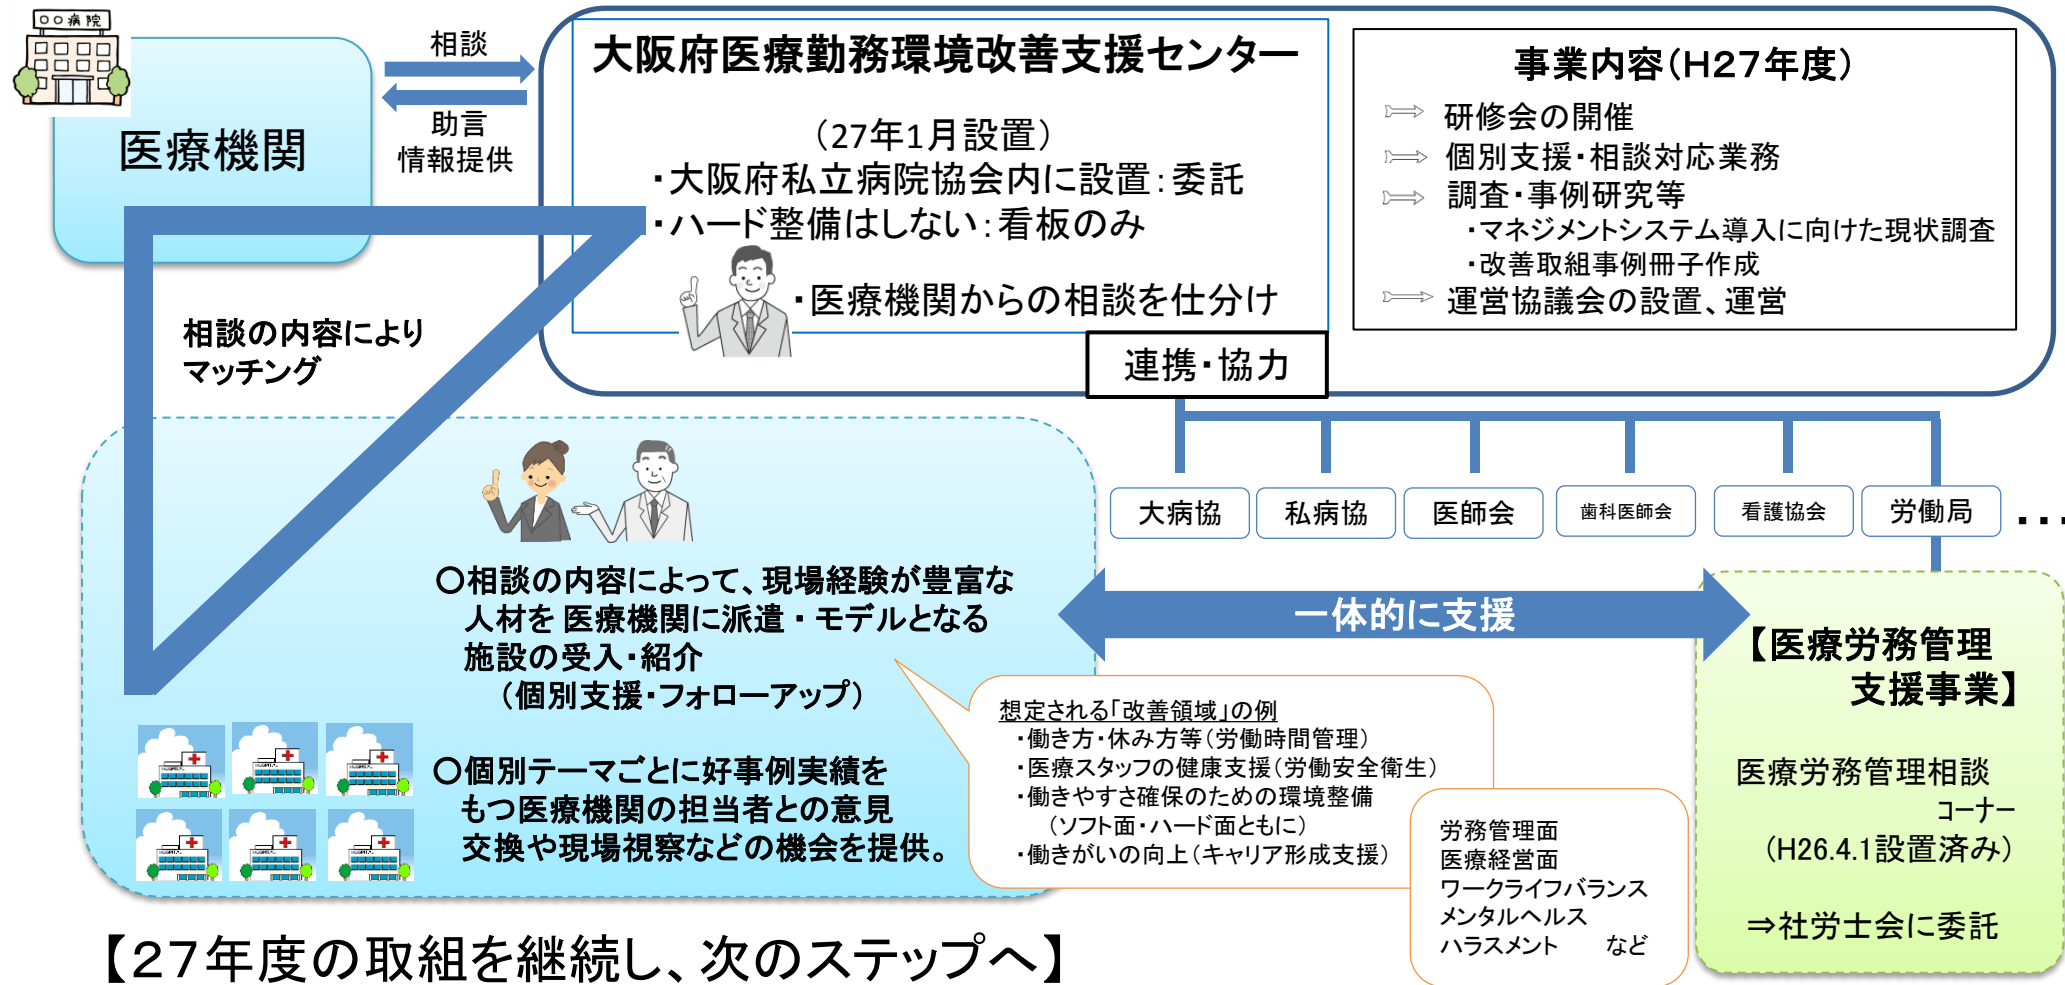 〇〇病院
医療機関
相談
助言
情報提供
大阪府医療勤務環境改善支援センター
（27年1月設置）
・大阪府私立病院協会内に設置：委託
・ハード整備はしない：看板のみ
・医療機関からの相談を仕分け
事業内容（H27年度）
研修会の開催
個別支援・相談対応業務
調査・事例研究等
・マネジメントシステム導入に向けた現状調査
・改善取組事例冊子作成
運営協議会の設置、運営
連携・協力
相談の内容により
マッチング
大病協
私病協
医師会
歯科医師会
看護協会
労働局
・・・
〇相談の内容によって、現場経験が豊富な
人材を 医療機関に派遣 ・ モデルとなる
施設の受入・紹介
（個別支援・フォローアップ）
〇個別テーマごとに好事例実績を
もつ医療機関の担当者との意見
交換や現場視察などの機会を提供。
一体的に支援
想定される「改善領域」の例
・働き方・休み方等（労働時間管理）
・医療スタッフの健康支援（労働安全衛生）
・働きやすさ確保のための環境整備
（ソフト面・ハード面ともに）
・働きがいの向上（キャリア形成支援）
労務管理面
医療経営面
ワークライフバランス
メンタルヘルス
ハラスメント　　など
【医療労務管理
支援事業】
医療労務管理相談
コーナー
（H26.4.1設置済み）
⇒社労士会に委託
【２７年度の取組を継続し、次のステップへ】